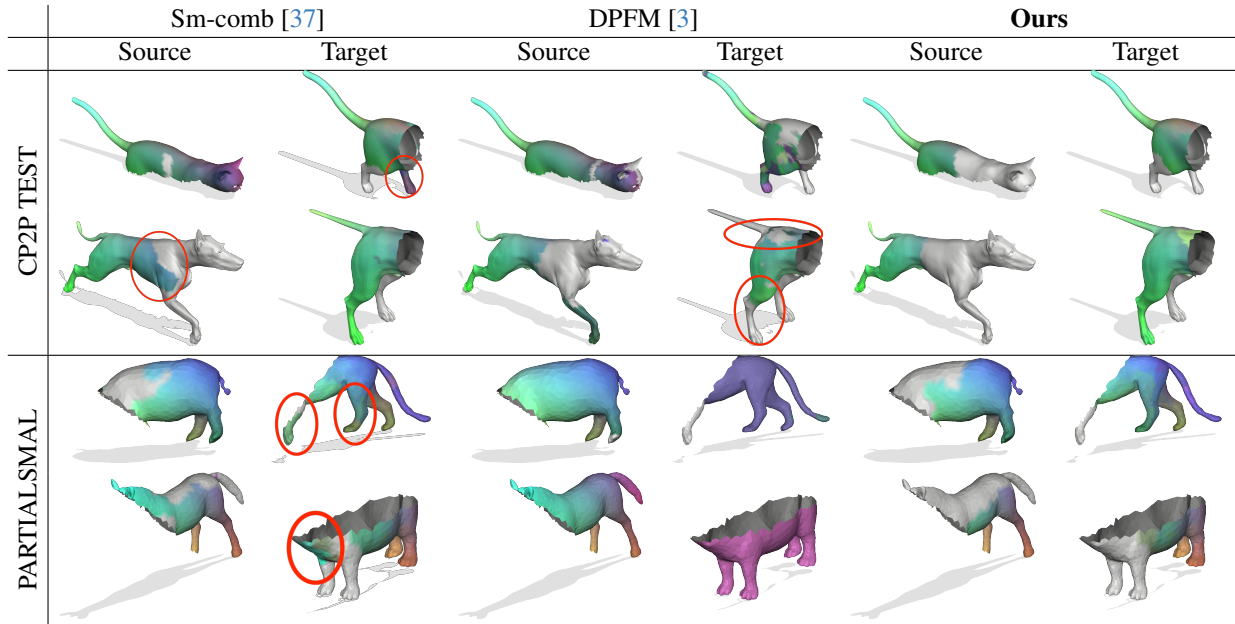 Sm-comb [37] DPFM [3] Ours
Source Target Source Target Source Target
CP2P TEST
PARTIALSMAL